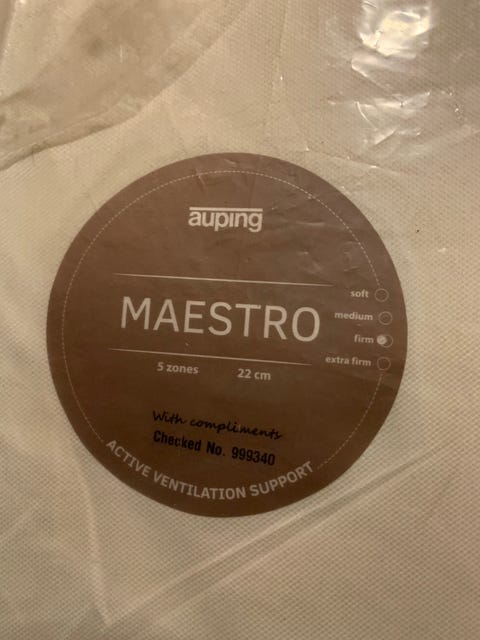 auping
MAESTRO
soft
medium
firm
extra firm
5 zones 22 cm
With compliments
Checked No. 999340
ACTIVE VENTILATION SUPPORT